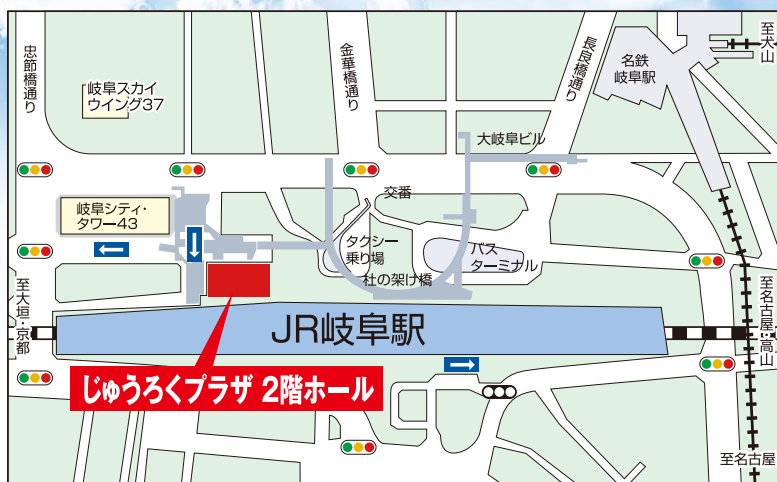 忠節橋通り
金華橋通り
長良橋通り
至犬山
名鉄
岐阜駅
岐阜スカイ
ウイング37
大岐阜ビル
交番
岐阜シティ・
タワー43
タクシー
乗り場
バス
ターミナル
杜の架け橋
至大垣・京都
JR岐阜駅
至名古屋・高山
じゅうろくプラザ 2階ホール
至名古屋